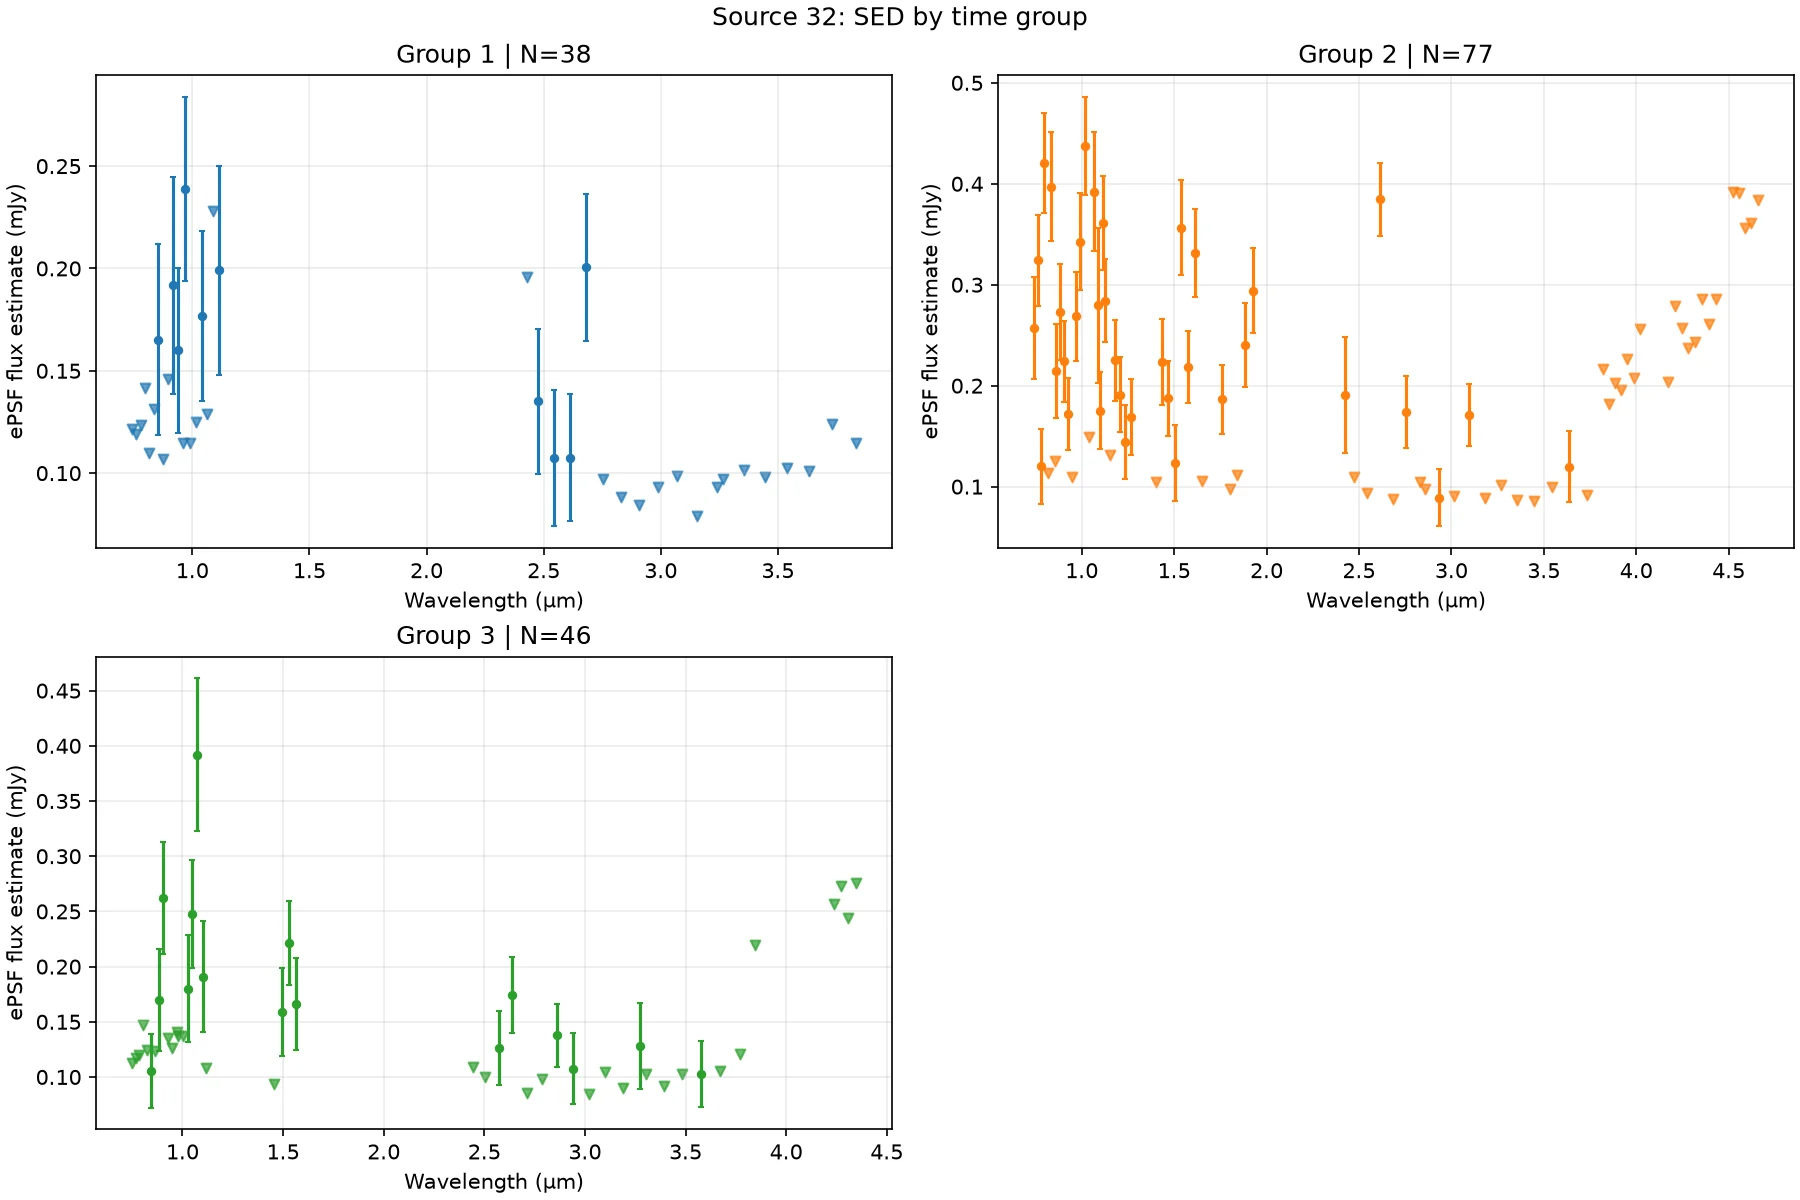 Source 32: SED by time group
Group 1 | N=38
ePSF flux estimate (mJy)
0.25
0.20
0.15
0.10
1.0 1.5 2.0 2.5 3.0 3.5
Wavelength (µm)
Group 2 | N=77
ePSF flux estimate (mJy)
0.5
0.4
0.3
0.2
0.1
1.0 1.5 2.0 2.5 3.0 3.5 4.0 4.5
Wavelength (µm)
Group 3 | N=46
ePSF flux estimate (mJy)
0.45
0.40
0.35
0.30
0.25
0.20
0.15
0.10
1.0 1.5 2.0 2.5 3.0 3.5 4.0 4.5
Wavelength (µm)